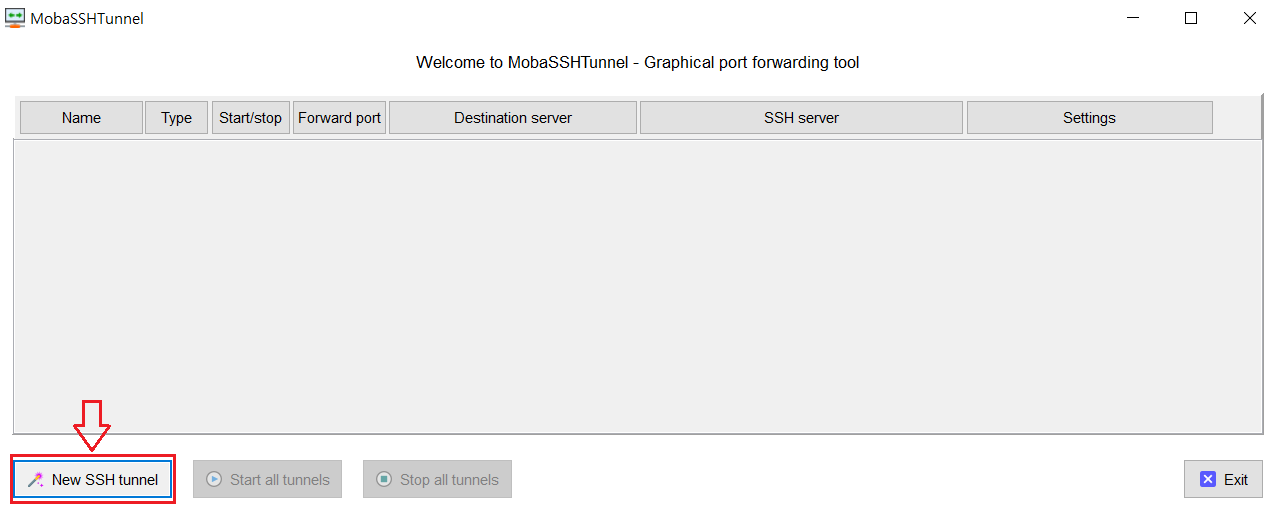 MobaSSHTunnel
Welcome to MobaSSHTunnel - Graphical port forwarding tool
Name Type Start/stop Forward port Destination server SSH server Settings
New SSH tunnel Start all tunnels Stop all tunnels Exit